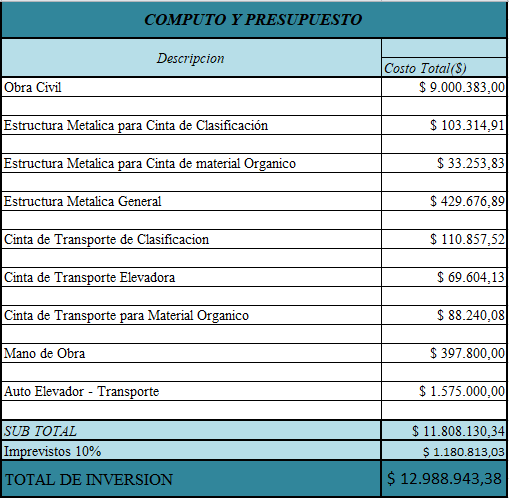 COMPUTO Y PRESUPUESTO
Descripcion
Costo Total($)
Obra Civil $ 9.000.383,00
Estructura Metalica para Cinta de Clasificación $ 103.314,91
Estructura Metalica para Cinta de material Organico $ 33.253,83
Estructura Metalica General $ 429.676,89
Cinta de Transporte de Clasificacion $ 110.857,52
Cinta de Transporte Elevadora $ 69.604,13
Cinta de Transporte para Material Organico $ 88.240,08
Mano de Obra $ 397.800,00
Auto Elevador - Transporte $ 1.575.000,00
SUB TOTAL $ 11.808.130,34
Imprevistos 10% $ 1.180.813,03
TOTAL DE INVERSION $ 12.988.943,38